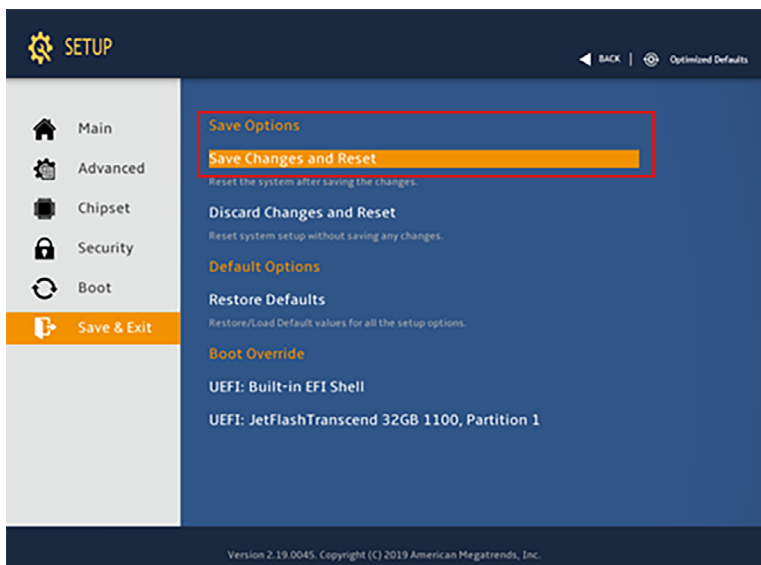 SETUP
BACK | Optimized Defaults
Main
Advanced
Chipset
Security
Boot
Save & Exit
Save Options
Save Changes and Reset
Reset the system after saving the changes.
Discard Changes and Reset
Reset system setup without saving any changes.
Default Options
Restore Defaults
Restore/Load Default values for all the setup options.
Boot Override
UEFI: Built-in EFI Shell
UEFI: JetFlashTranscend 32GB 1100, Partition 1
Version 2.19.0045. Copyright (C) 2019 American Megatrends, Inc.